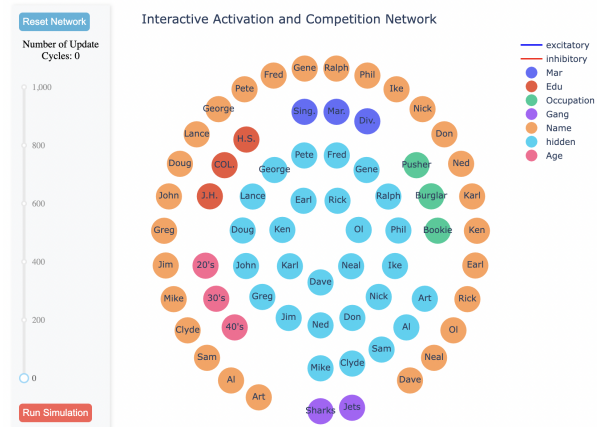 Reset Network
Number of Update
Cycles: 0
1,000
800
600
400
200
0
Run Simulation
Interactive Activation and Competition Network
excitatory
inhibitory
Mar
Edu
Occupation
Gang
Name
hidden
Age
Gene
Ralph
Fred
Phil
Pete
Ike
George
Nick
Lance
Don
Doug
Ned
John
Karl
Greg
Ken
Jim
Earl
Mike
Rick
Clyde
Ol
Sam
Neal
Al
Dave
Art
Sing.
Mar.
Div.
H.S.
COL.
J.H.
Pusher
Burglar
Bookie
20's
30's
40's
Pete
Fred
George
Gene
Lance
Earl
Rick
Ralph
Doug
Ken
Ol
Phil
John
Karl
Neal
Ike
Dave
Greg
Nick
Art
Jim
Ned
Don
Al
Sam
Mike
Clyde
Sharks
Jets